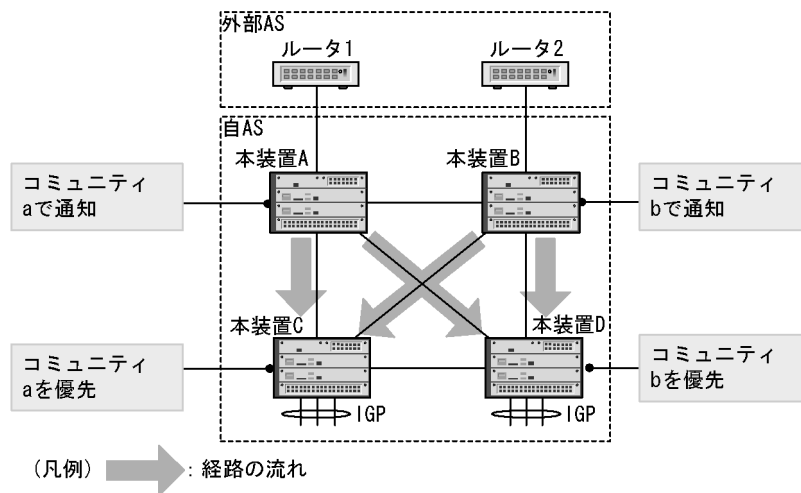 外部AS
ルータ1
ルータ2
自AS
本装置A
本装置B
コミュニティ
aで通知
コミュニティ
bで通知
本装置C
本装置D
コミュニティ
aを優先
コミュニティ
bを優先
IGP
IGP
(凡例)
: 経路の流れ